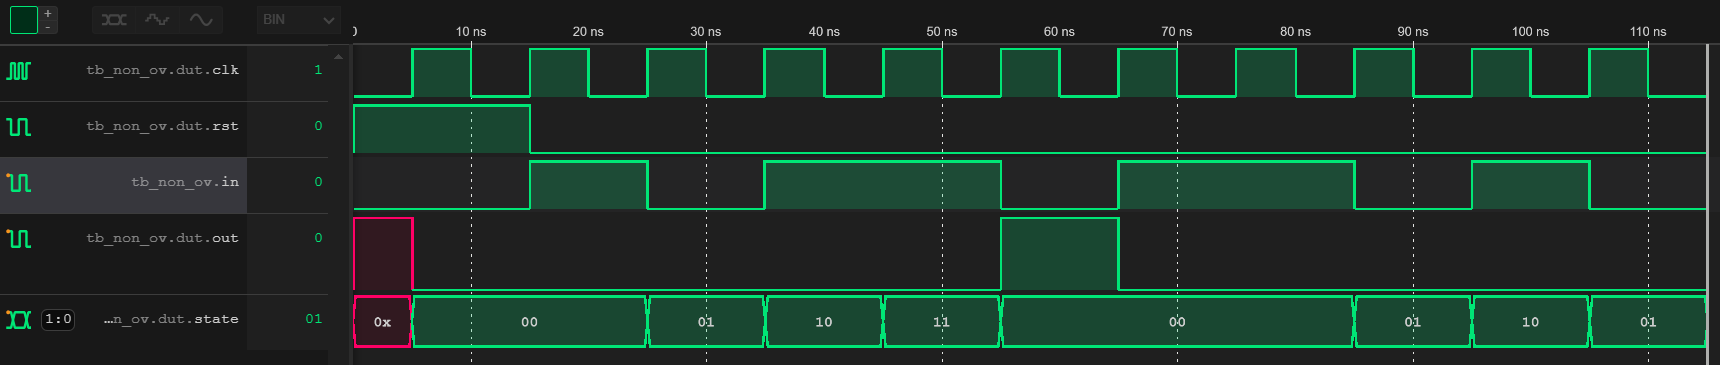 +
-
BIN
0 10 ns 20 ns 30 ns 40 ns 50 ns 60 ns 70 ns 80 ns 90 ns 100 ns 110 ns
tb_non_ov.dut.clk 1
tb_non_ov.dut.rst 0
tb_non_ov.in 0
tb_non_ov.dut.out 0
1:0 …n_ov.dut.state 01 0x 00 01 10 11 00 01 10 01